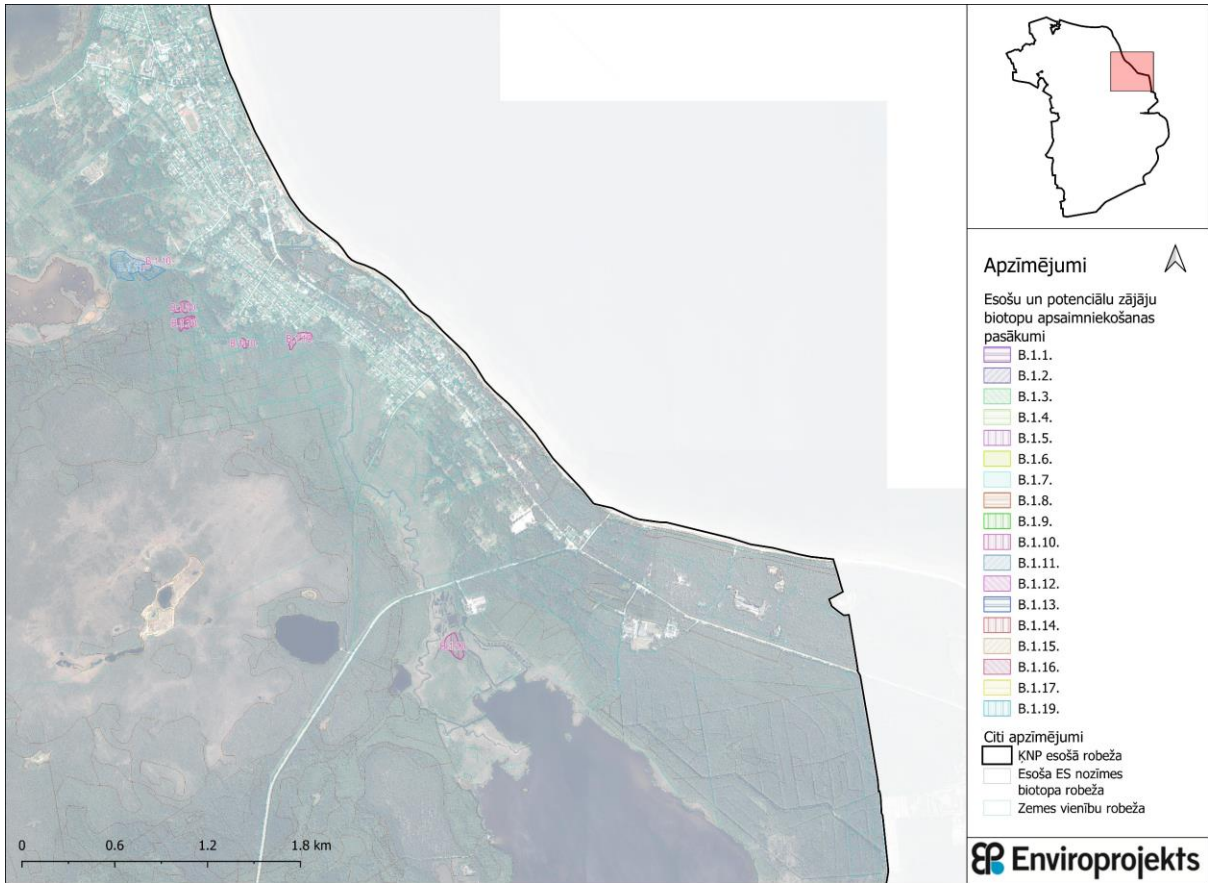 Apzīmējumi
Esošu un potenciālu zājāju
biotopu apsaimniekošanas
pasākumi
B.1.1.
B.1.2.
B.1.3.
B.1.4.
B.1.5.
B.1.6.
B.1.7.
B.1.8.
B.1.9.
B.1.10.
B.1.11.
B.1.12.
B.1.13.
B.1.14.
B.1.15.
B.1.16.
B.1.17.
B.1.19.
Citi apzīmējumi
ĶNP esošā robeža
Esoša ES nozīmes
biotopa robeža
Zemes vienību robeža
0 0.6 1.2 1.8 km
Enviroprojekts